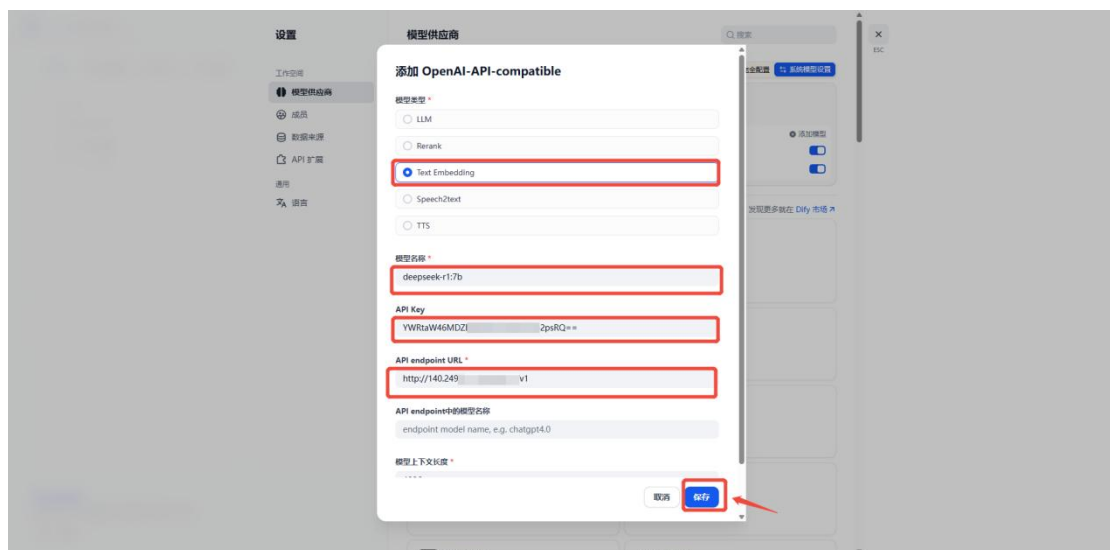 设置
模型供应商
搜索
ESC
工作空间
模型供应商
成员
数据来源
API 扩展
通用
语言
全配置
系统模型设置
添加模型
发现更多就在 Dify 市场
添加 OpenAI-API-compatible
模型类型 *
LLM
Rerank
Text Embedding
Speech2text
TTS
模型名称 *
deepseek-r1:7b
API Key
YWRtaW46MDZl 2psRQ==
API endpoint URL *
http://140.249 v1
API endpoint中的模型名称
endpoint model name, e.g. chatgpt4.0
模型上下文长度 *
取消
保存